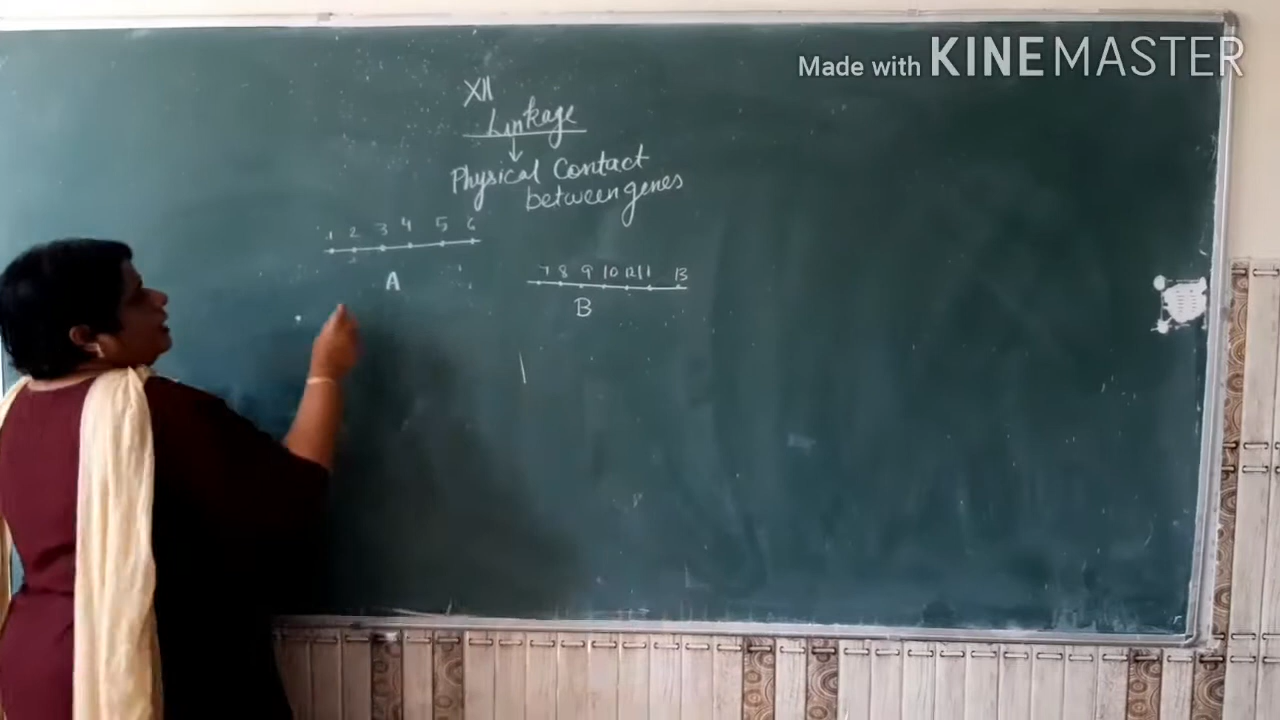 Made with KINEMASTER
XII
Linkage
Physical Contact
between genes
1 2 3 4 5 6
A
7 8 9 10 12 11 13
B